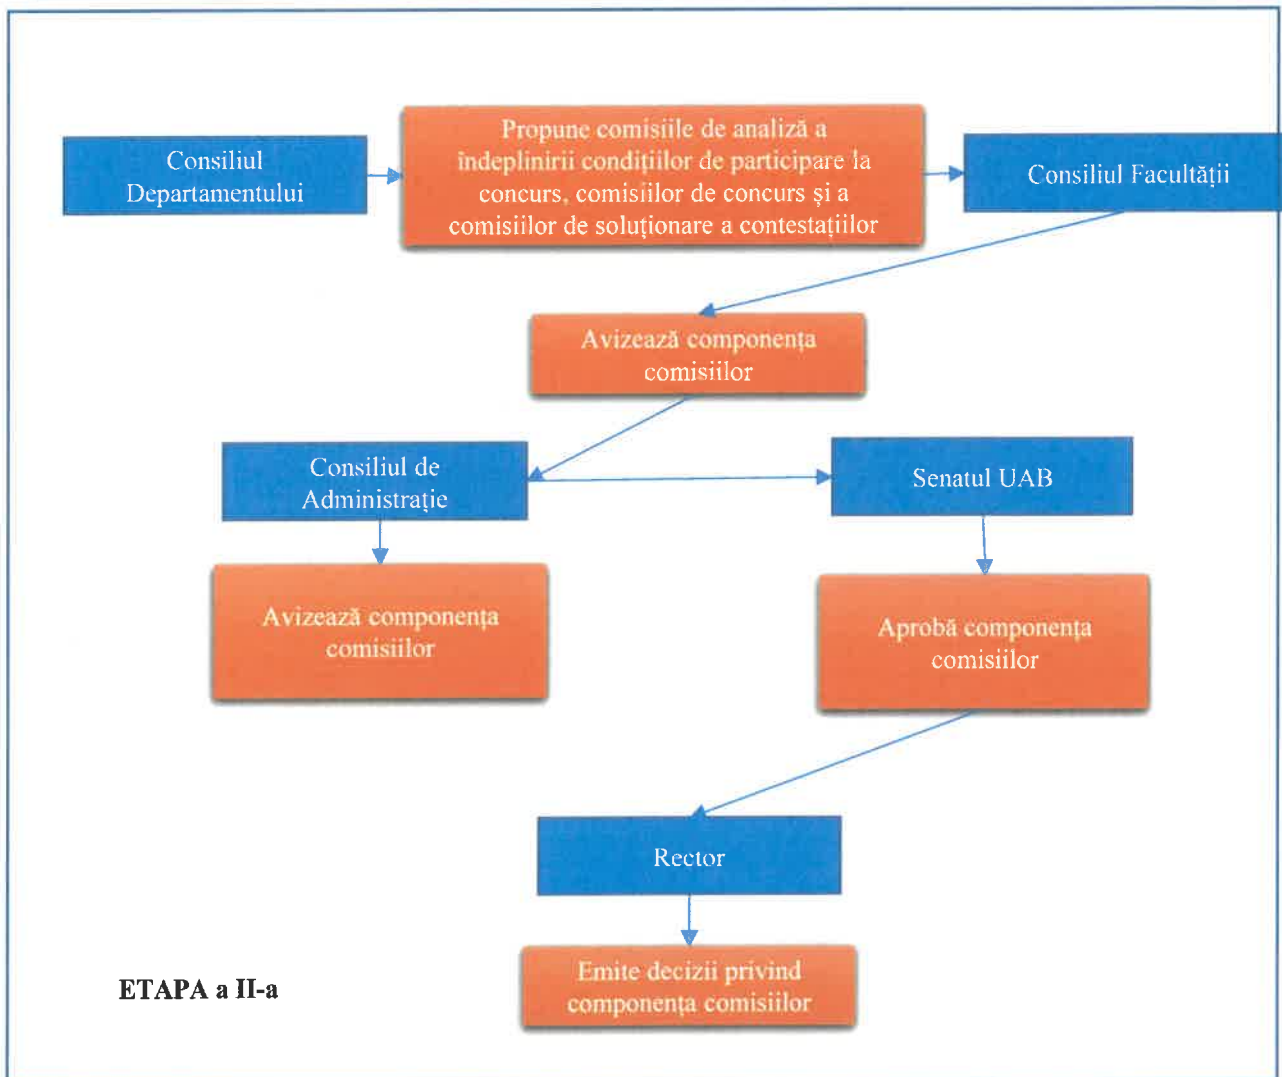 Consiliul
Departamentului
Propune comisiile de analiză a
îndeplinirii condițiilor de participare la
concurs, comisiilor de concurs și a
comisiilor de soluționare a contestațiilor
Consiliul Facultății
Avizează componența
comisiilor
Consiliul de
Administrație
Senatul UAB
Avizează componența
comisiilor
Aprobă componența
comisiilor
Rector
Emite decizii privind
componența comisiilor
ETAPA a II-a